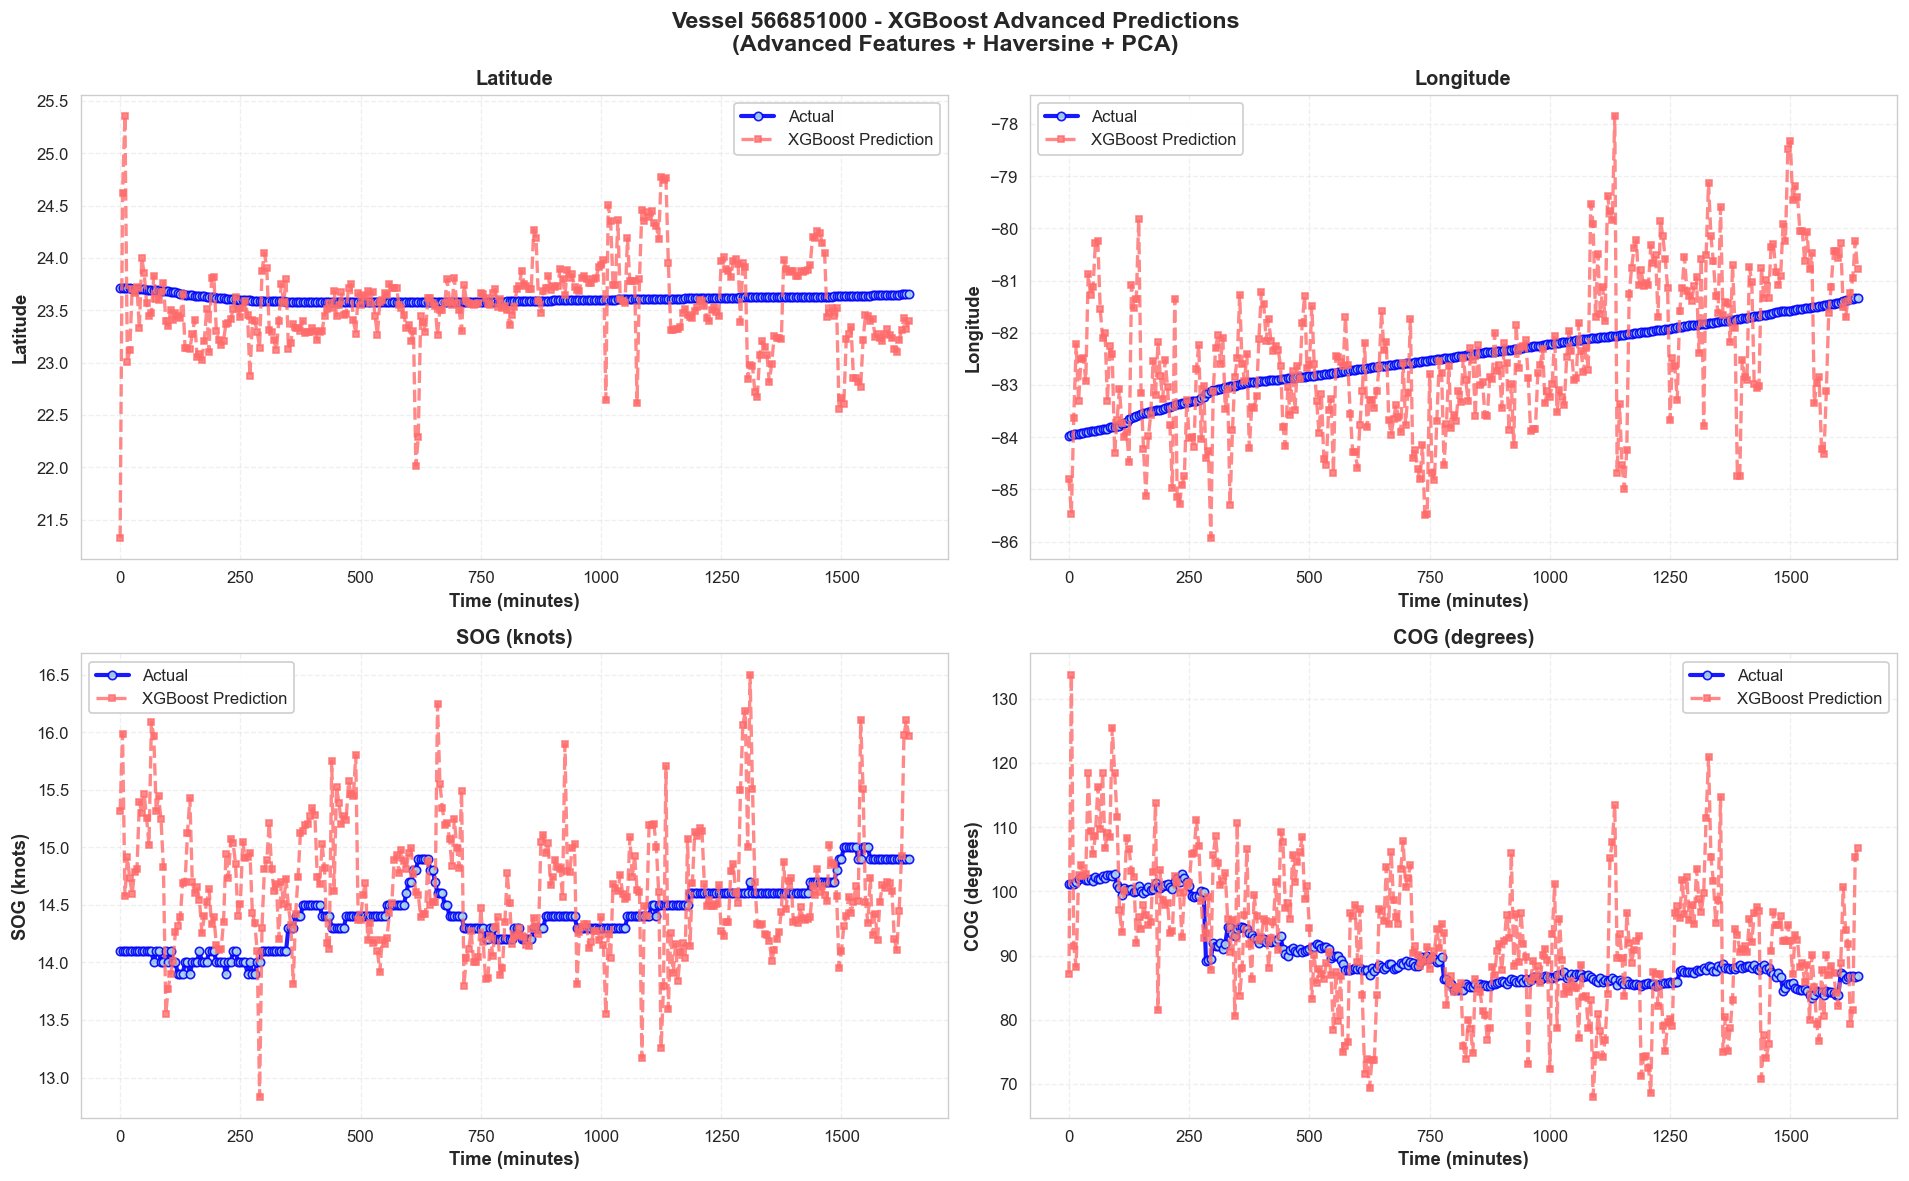 Vessel 566851000 - XGBoost Advanced Predictions
(Advanced Features + Haversine + PCA)
Latitude
Actual
XGBoost Prediction
25.5
25.0
24.5
24.0
23.5
23.0
22.5
22.0
21.5
Latitude
0 250 500 750 1000 1250 1500
Time (minutes)
Longitude
Actual
XGBoost Prediction
−78
−79
−80
−81
−82
−83
−84
−85
−86
Longitude
0 250 500 750 1000 1250 1500
Time (minutes)
SOG (knots)
Actual
XGBoost Prediction
16.5
16.0
15.5
15.0
14.5
14.0
13.5
13.0
SOG (knots)
0 250 500 750 1000 1250 1500
Time (minutes)
COG (degrees)
Actual
XGBoost Prediction
130
120
110
100
90
80
70
COG (degrees)
0 250 500 750 1000 1250 1500
Time (minutes)